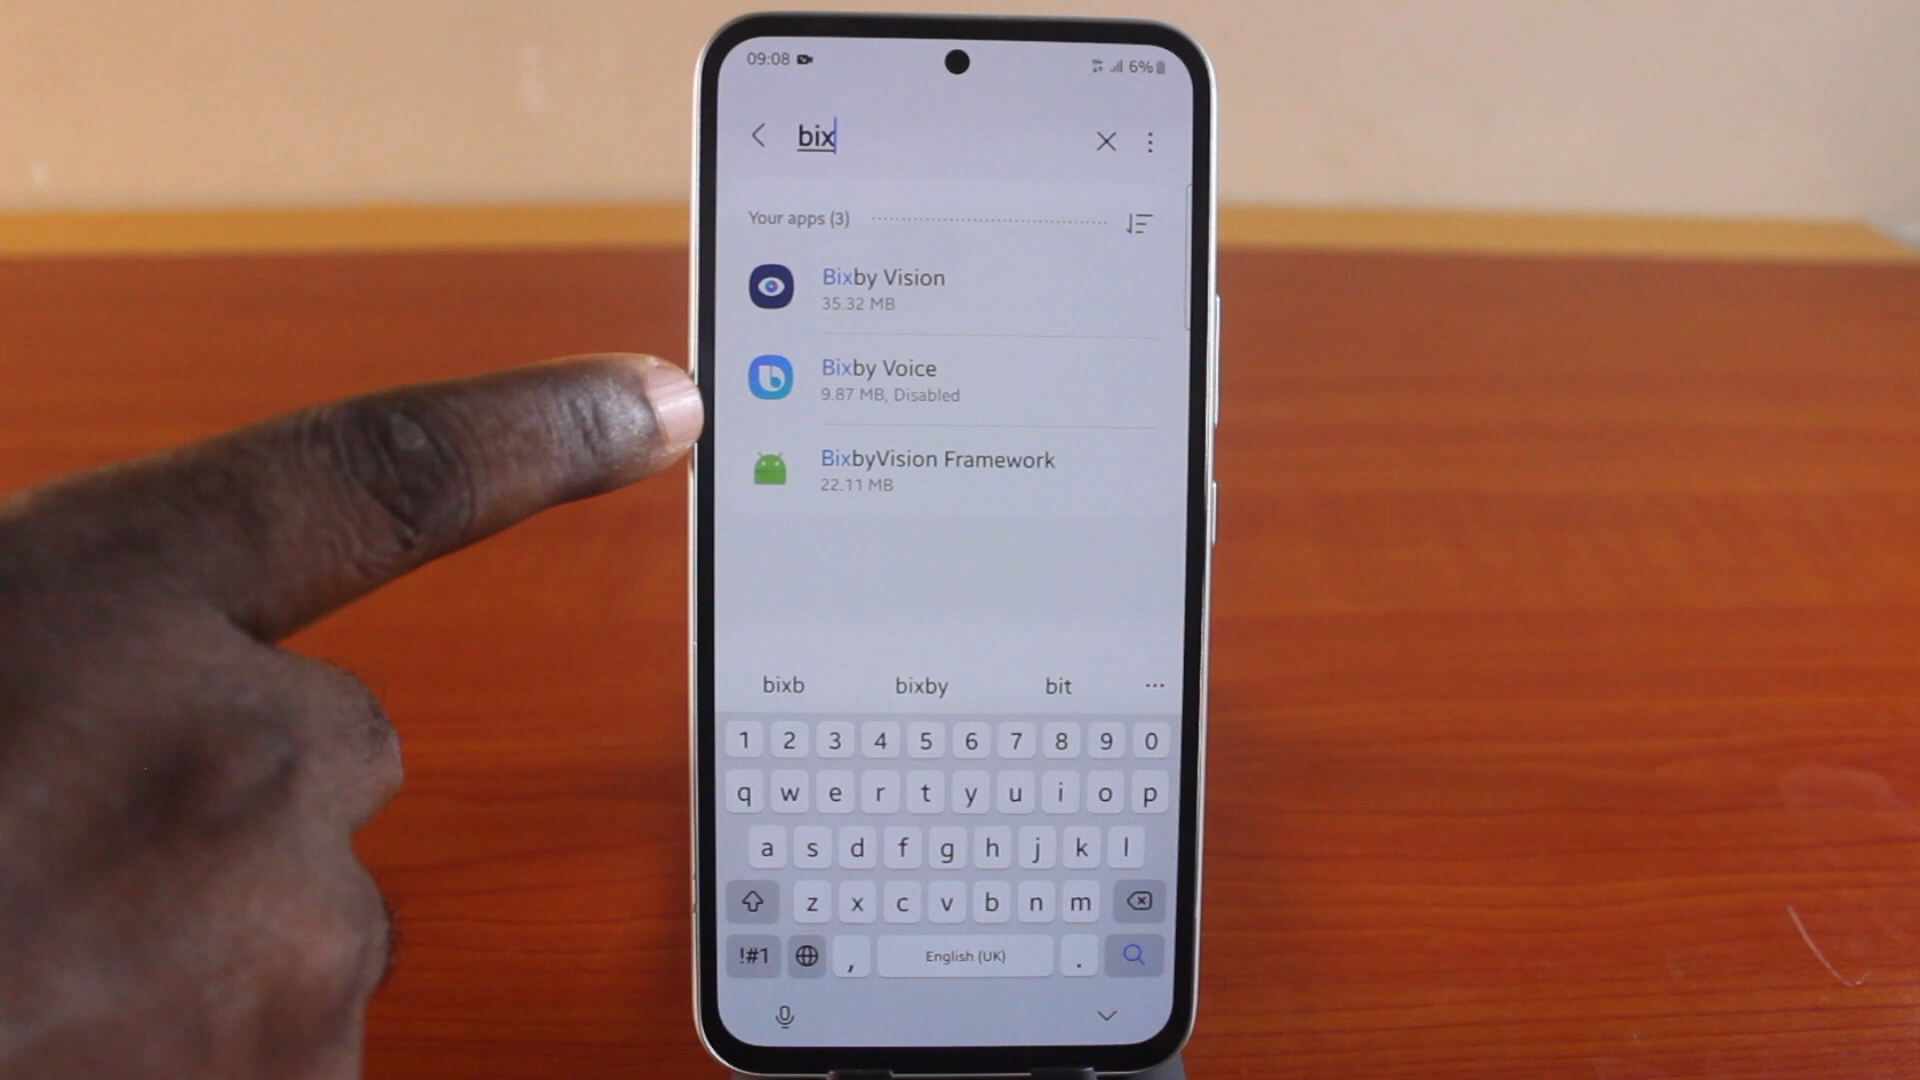 09:08
6%
bix
Your apps (3)
Bixby Vision
35.32 MB
Bixby Voice
9.87 MB, Disabled
BixbyVision Framework
22.11 MB
bixb bixby bit ...
1 2 3 4 5 6 7 8 9 0
q w e r t y u i o p
a s d f g h j k l
z x c v b n m
!#1 , English (UK) .